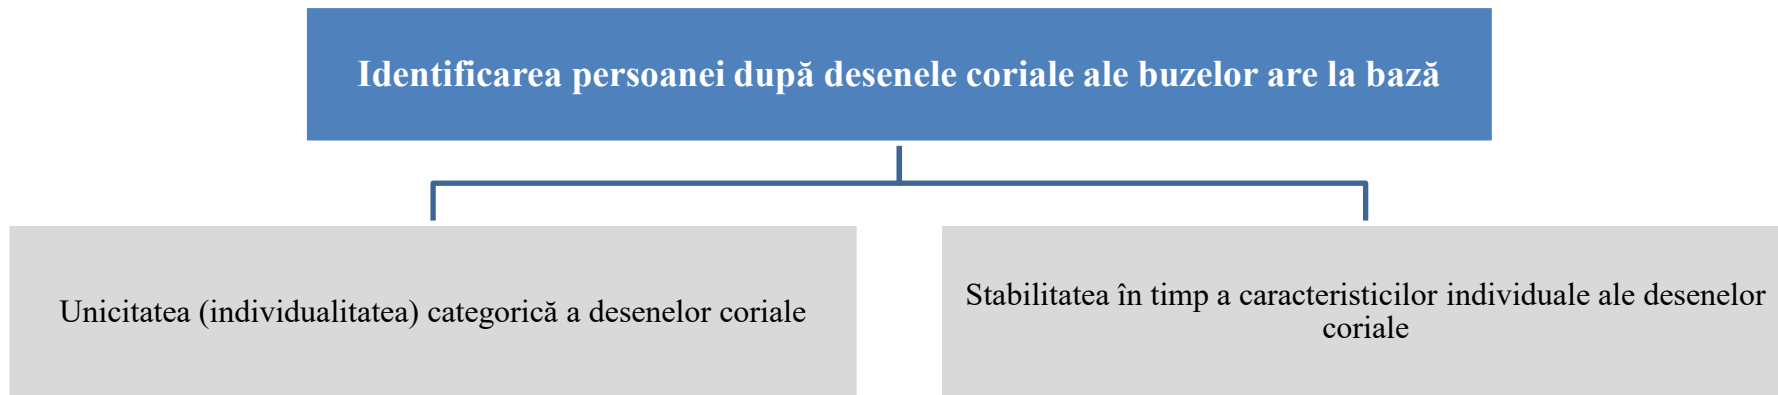 Identificarea persoanei după desenele coriale ale buzelor are la bază
Unicitatea (individualitatea) categorică a desenelor coriale
Stabilitatea în timp a caracteristicilor individuale ale desenelor
coriale